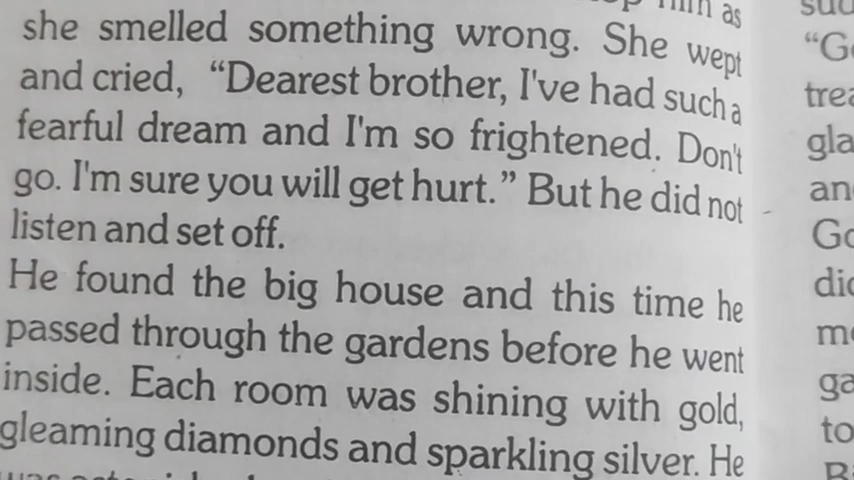 as
she smelled something wrong. She wept
and cried, "Dearest brother, I've had such a
fearful dream and I'm so frightened. Don't
go. I'm sure you will get hurt." But he did not
listen and set off.
He found the big house and this time he
passed through the gardens before he went
inside. Each room was shining with gold,
gleaming diamonds and sparkling silver. He